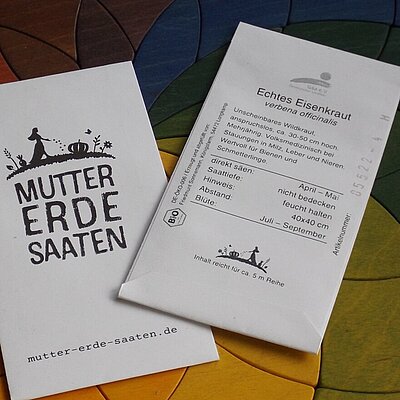 MUTTER
ERDE
SAATEN
mutter-erde-saaten.de
Echtes Eisenkraut
verbena officinalis
Unscheinbares Wildkraut,
anspruchslos, ca. 30-50 cm hoch.
Mehrjährig. Volksmedizinisch bei
Stauungen in Milz, Leber und Nieren.
Wertvoll für Bienen und
Schmetterlinge
direkt säen: April – Mai
Saattiefe: nicht bedecken
Hinweis: feucht halten
Abstand: 40x40 cm
Blüte: Juli – September
Inhalt reicht für ca. 5 m Reihe
BIO
Artikelnummer: